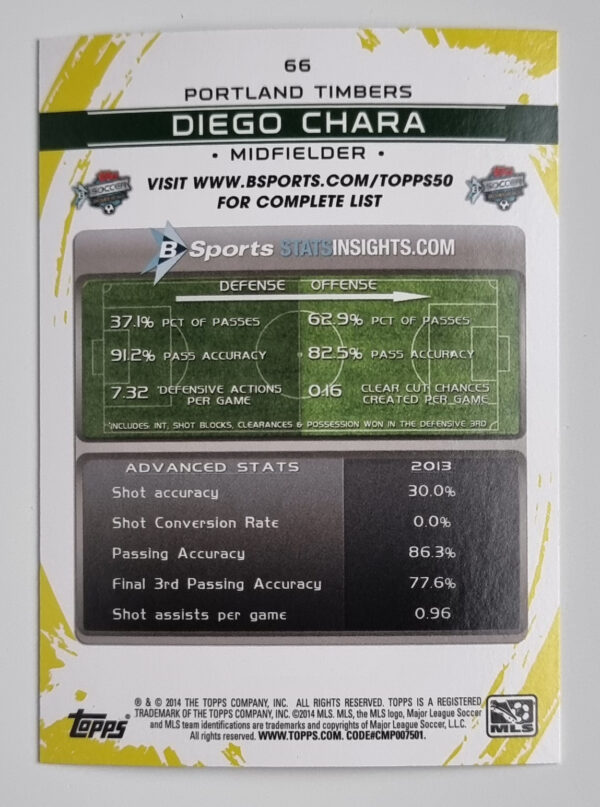 66
PORTLAND TIMBERS
DIEGO CHARA
• MIDFIELDER •
VISIT WWW.BSPORTS.COM/TOPPS50
FOR COMPLETE LIST
SOCCER
SOCCER
B Sports STATSINSIGHTS.COM
DEFENSE OFFENSE
37.1% PCT OF PASSES 62.9% PCT OF PASSES
91.2% PASS ACCURACY 82.5% PASS ACCURACY
7.32 *DEFENSIVE ACTIONS PER GAME 0.16 CLEAR CUT CHANCES CREATED PER GAME
*INCLUDES INT, SHOT BLOCKS, CLEARANCES & POSSESSION WON IN THE DEFENSIVE 3RD
ADVANCED STATS 2013
Shot accuracy 30.0%
Shot Conversion Rate 0.0%
Passing Accuracy 86.3%
Final 3rd Passing Accuracy 77.6%
Shot assists per game 0.96
® & © 2014 THE TOPPS COMPANY, INC. ALL RIGHTS RESERVED. TOPPS IS A REGISTERED
TRADEMARK OF THE TOPPS COMPANY, INC. ©2014 MLS. MLS, the MLS logo, Major League Soccer
and MLS team identifications are trademarks and copyrights of Major League Soccer, L.L.C.
All rights reserved. WWW.TOPPS.COM. CODE#CMP007501.
topps
MLS